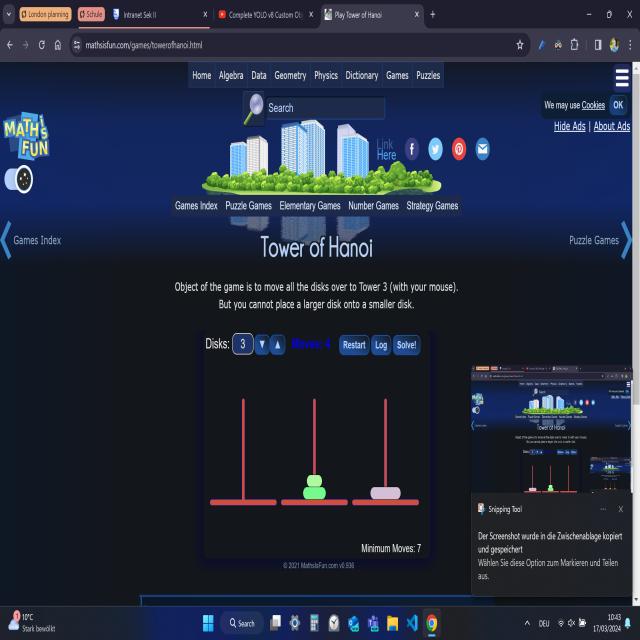 London planning
Schule
Intranet Sek II
Complete YOLO v8 Custom Ob
Play Tower of Hanoi
mathsisfun.com/games/towerofhanoi.html
Home Algebra Data Geometry Physics Dictionary Games Puzzles
Search
We may use Cookies OK
Hide Ads | About Ads
MATHS FUN
Link
Here
Games Index Puzzle Games Elementary Games Number Games Strategy Games
Games Index
Puzzle Games
Tower of Hanoi
Object of the game is to move all the disks over to Tower 3 (with your mouse).
But you cannot place a larger disk onto a smaller disk.
Disks: 3 Moves: 4 Restart Log Solve!
Minimum Moves: 7
© 2021 MathsIsFun.com v0.936
Snipping Tool
Der Screenshot wurde in die Zwischenablage kopiert
und gespeichert
Wählen Sie diese Option zum Markieren und Teilen
aus.
10°C
Stark bewölkt
Search
DEU
10:43
17/03/2024